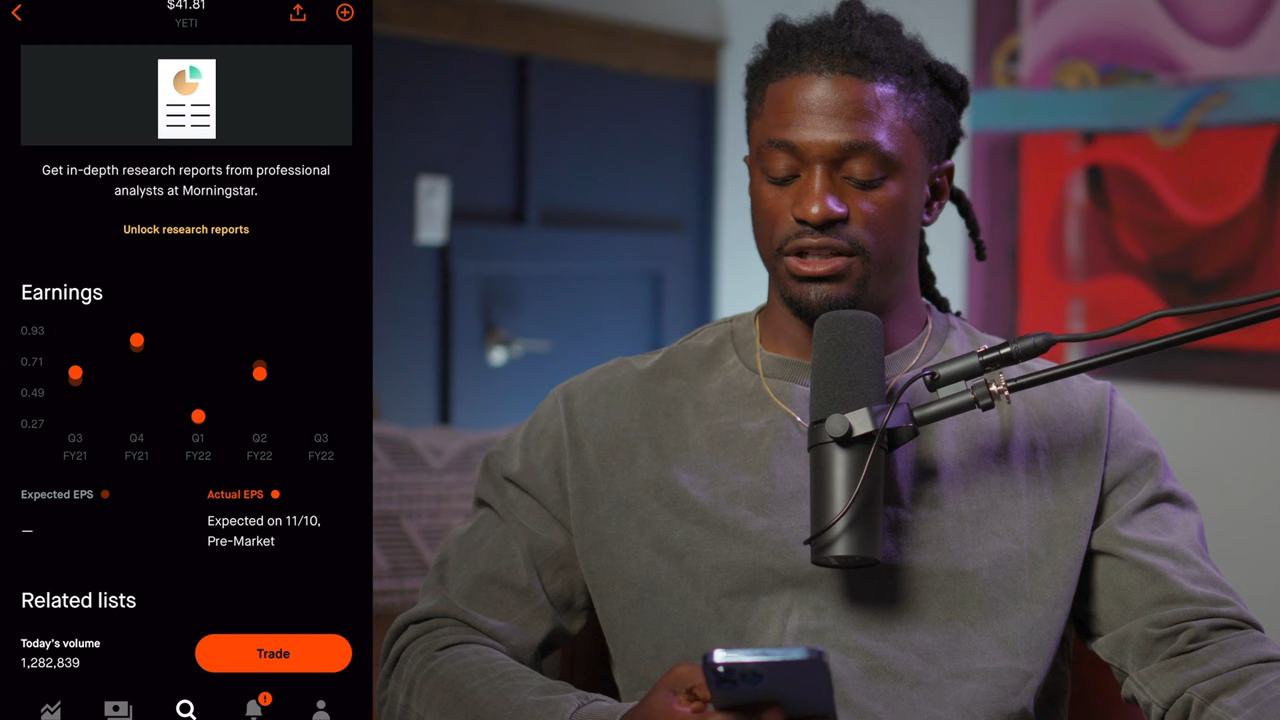 $41.81
YETI
Get in-depth research reports from professional
analysts at Morningstar.
Unlock research reports
Earnings
0.93
0.71
0.49
0.27
Q3 Q4 Q1 Q2 Q3
FY21 FY21 FY22 FY22 FY22
Expected EPS
Actual EPS
—
Expected on 11/10,
Pre-Market
Related lists
Today's volume
1,282,839
Trade
!